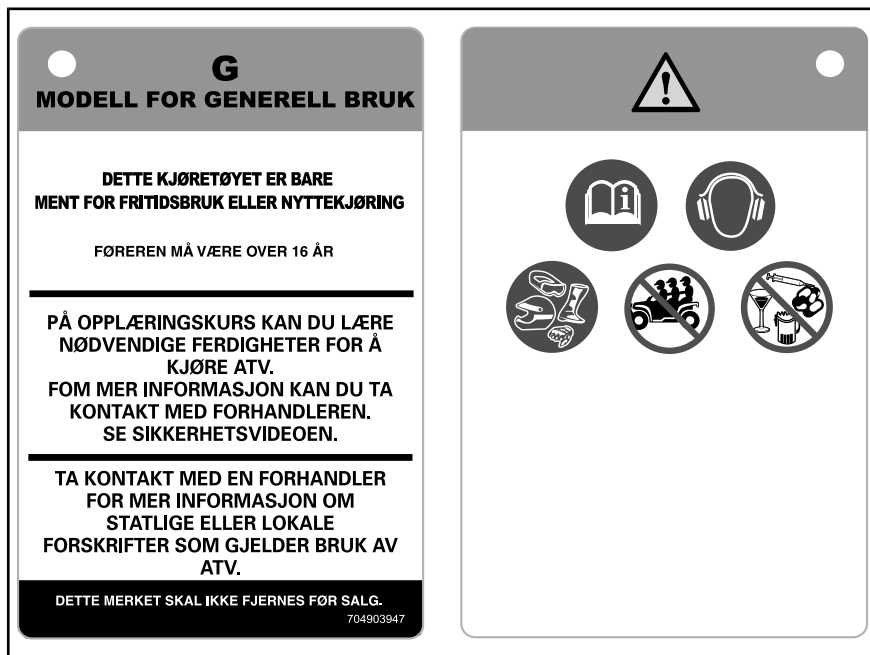 G
MODELL FOR GENERELL BRUK
DETTE KJØRETØYET ER BARE
MENT FOR FRITIDSBRUK ELLER NYTTEKJØRING
FØREREN MÅ VÆRE OVER 16 ÅR
PÅ OPPLÆRINGSKURS KAN DU LÆRE
NØDVENDIGE FERDIGHETER FOR Å
KJØRE ATV.
FOM MER INFORMASJON KAN DU TA
KONTAKT MED FORHANDLEREN.
SE SIKKERHETSVIDEOEN.
TA KONTAKT MED EN FORHANDLER
FOR MER INFORMASJON OM
STATLIGE ELLER LOKALE
FORSKRIFTER SOM GJELDER BRUK AV
ATV.
DETTE MERKET SKAL IKKE FJERNES FØR SALG.
704903947